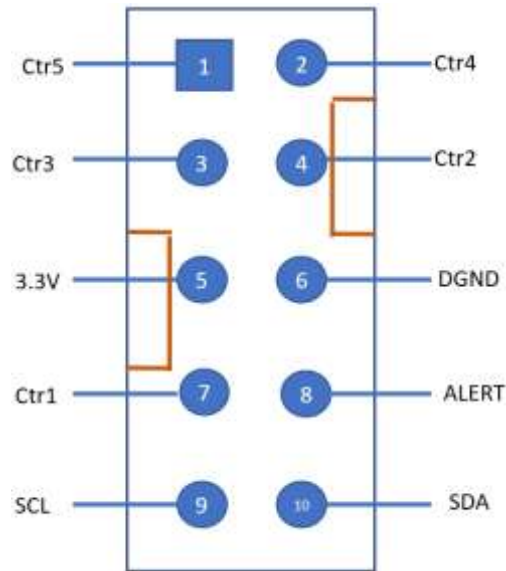 Ctr5 1 2 Ctr4
Ctr3 3 4 Ctr2
3.3V 5 6 DGND
Ctr1 7 8 ALERT
SCL 9 10 SDA